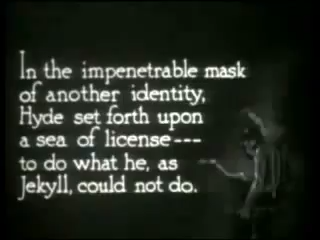 In the impenetrable mask
of another identity,
Hyde set forth upon
a sea of license---
to do what he, as
Jekyll, could not do.